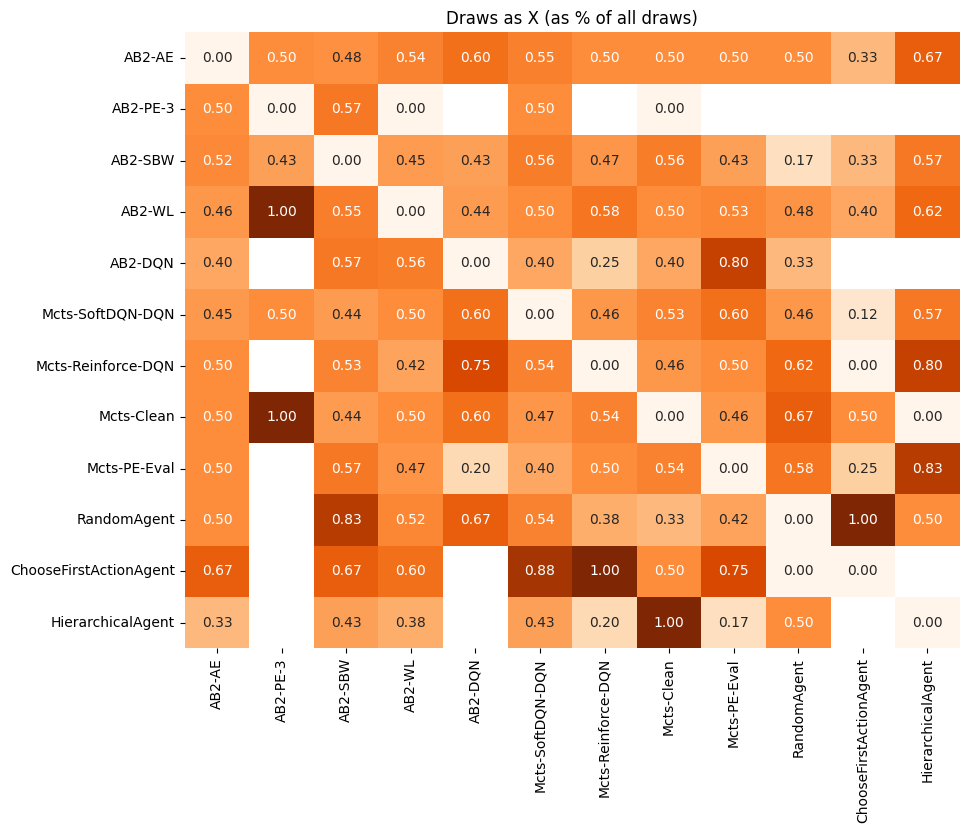 Draws as X (as % of all draws)
AB2-AE 0.00 0.50 0.48 0.54 0.60 0.55 0.50 0.50 0.50 0.50 0.33 0.67
AB2-PE-3 0.50 0.00 0.57 0.00 0.50 0.00
AB2-SBW 0.52 0.43 0.00 0.45 0.43 0.56 0.47 0.56 0.43 0.17 0.33 0.57
AB2-WL 0.46 1.00 0.55 0.00 0.44 0.50 0.58 0.50 0.53 0.48 0.40 0.62
AB2-DQN 0.40 0.57 0.56 0.00 0.40 0.25 0.40 0.80 0.33
Mcts-SoftDQN-DQN 0.45 0.50 0.44 0.50 0.60 0.00 0.46 0.53 0.60 0.46 0.12 0.57
Mcts-Reinforce-DQN 0.50 0.53 0.42 0.75 0.54 0.00 0.46 0.50 0.62 0.00 0.80
Mcts-Clean 0.50 1.00 0.44 0.50 0.60 0.47 0.54 0.00 0.46 0.67 0.50 0.00
Mcts-PE-Eval 0.50 0.57 0.47 0.20 0.40 0.50 0.54 0.00 0.58 0.25 0.83
RandomAgent 0.50 0.83 0.52 0.67 0.54 0.38 0.33 0.42 0.00 1.00 0.50
ChooseFirstActionAgent 0.67 0.67 0.60 0.88 1.00 0.50 0.75 0.00 0.00
HierarchicalAgent 0.33 0.43 0.38 0.43 0.20 1.00 0.17 0.50 0.00
AB2-AE
AB2-PE-3
AB2-SBW
AB2-WL
AB2-DQN
Mcts-SoftDQN-DQN
Mcts-Reinforce-DQN
Mcts-Clean
Mcts-PE-Eval
RandomAgent
ChooseFirstActionAgent
HierarchicalAgent